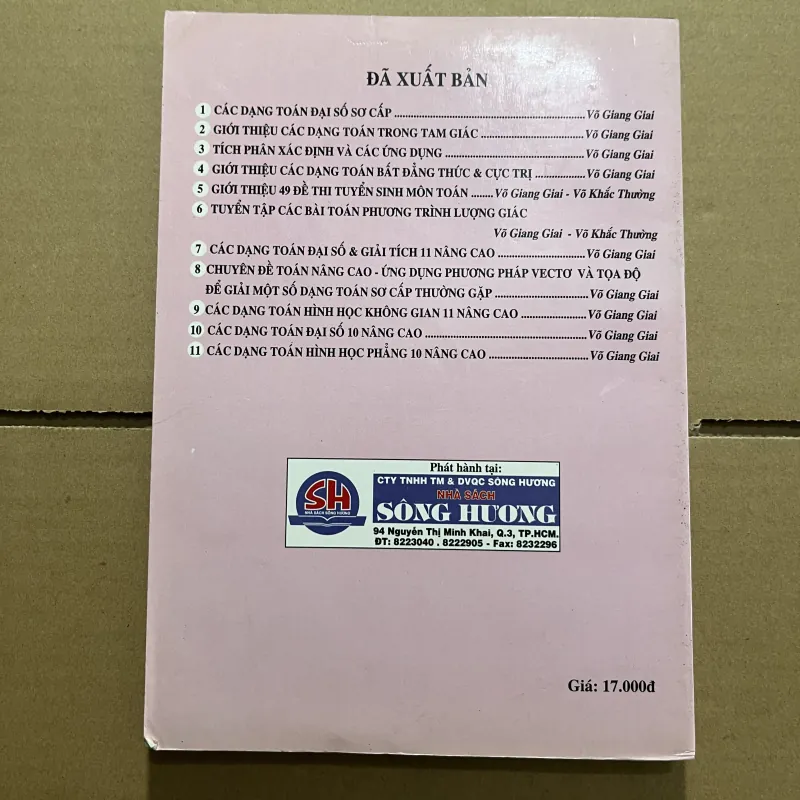 ĐÃ XUẤT BẢN
1 CÁC DẠNG TOÁN ĐẠI SỐ SƠ CẤP ........ Võ Giang Giai
2 GIỚI THIỆU CÁC DẠNG TOÁN TRONG TAM GIÁC ........ Võ Giang Giai
3 TÍCH PHÂN XÁC ĐỊNH VÀ CÁC ỨNG DỤNG ........ Võ Giang Giai
4 GIỚI THIỆU CÁC DẠNG TOÁN BẤT ĐẲNG THỨC & CỰC TRỊ ........ Võ Giang Giai
5 GIỚI THIỆU 49 ĐỀ THI TUYỂN SINH MÔN TOÁN ........ Võ Giang Giai - Võ Khắc Thường
6 TUYỂN TẬP CÁC BÀI TOÁN PHƯƠNG TRÌNH LƯỢNG GIÁC
Võ Giang Giai - Võ Khắc Thường
7 CÁC DẠNG TOÁN ĐẠI SỐ & GIẢI TÍCH 11 NÂNG CAO ........ Võ Giang Giai
8 CHUYÊN ĐỀ TOÁN NÂNG CAO - ỨNG DỤNG PHƯƠNG PHÁP VECTƠ VÀ TỌA ĐỘ
ĐỂ GIẢI MỘT SỐ DẠNG TOÁN SƠ CẤP THƯỜNG GẶP ........ Võ Giang Giai
9 CÁC DẠNG TOÁN HÌNH HỌC KHÔNG GIAN 11 NÂNG CAO ........ Võ Giang Giai
10 CÁC DẠNG TOÁN ĐẠI SỐ 10 NÂNG CAO ........ Võ Giang Giai
11 CÁC DẠNG TOÁN HÌNH HỌC PHẲNG 10 NÂNG CAO ........ Võ Giang Giai
Phát hành tại:
SH
NHÀ SÁCH SÔNG HƯƠNG
CTY TNHH TM & DVQC SÔNG HƯƠNG
NHÀ SÁCH
SÔNG HƯƠNG
94 Nguyễn Thị Minh Khai, Q.3, TP.HCM.
ĐT: 8223040 . 8222905 - Fax: 8232296
Giá: 17.000đ